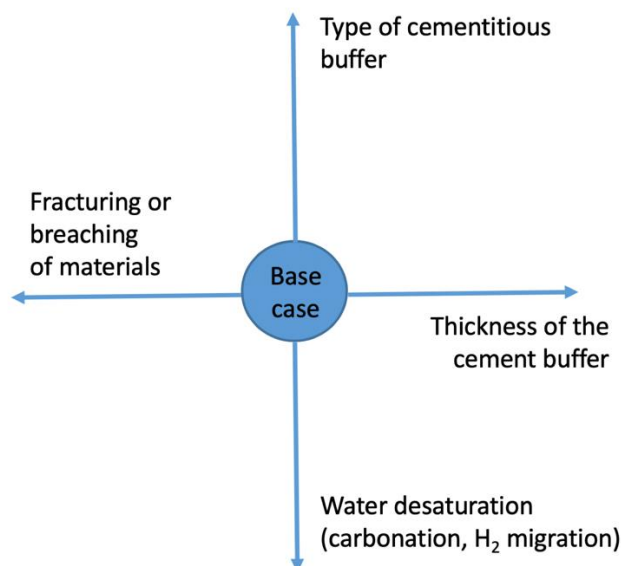 Type of cementitious
buffer
Fracturing or
breaching
of materials
Base
case
Thickness of the
cement buffer
Water desaturation
(carbonation, H₂ migration)